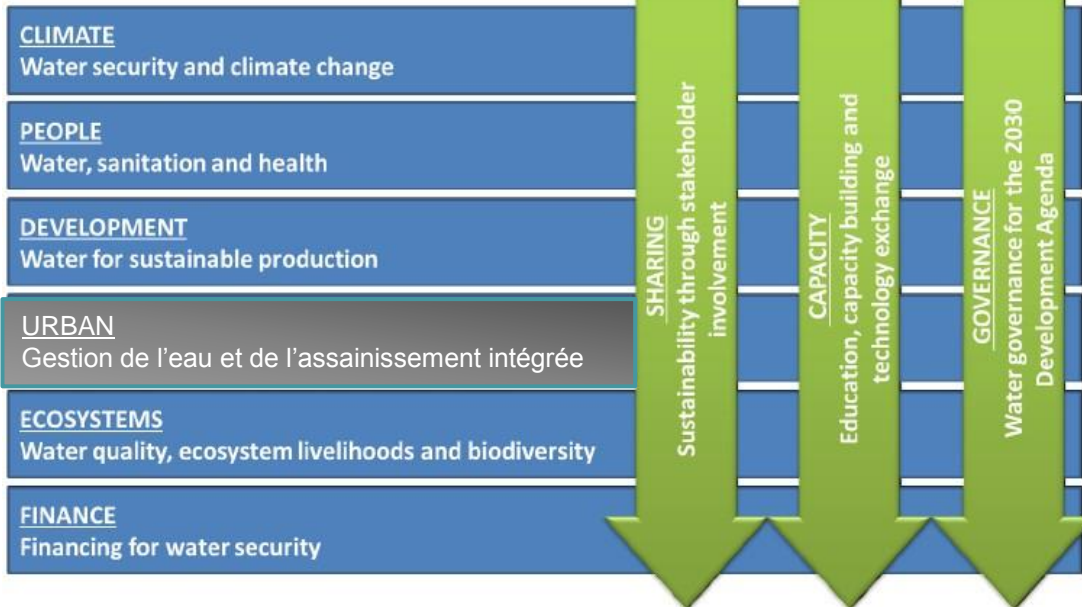 CLIMATE
Water security and climate change
PEOPLE
Water, sanitation and health
DEVELOPMENT
Water for sustainable production
URBAN
Gestion de l’eau et de l’assainissement intégrée
ECOSYSTEMS
Water quality, ecosystem livelihoods and biodiversity
FINANCE
Financing for water security
SHARING
Sustainability through stakeholder
involvement
CAPACITY
Education, capacity building and
technology exchange
GOVERNANCE
Water governance for the 2030
Development Agenda